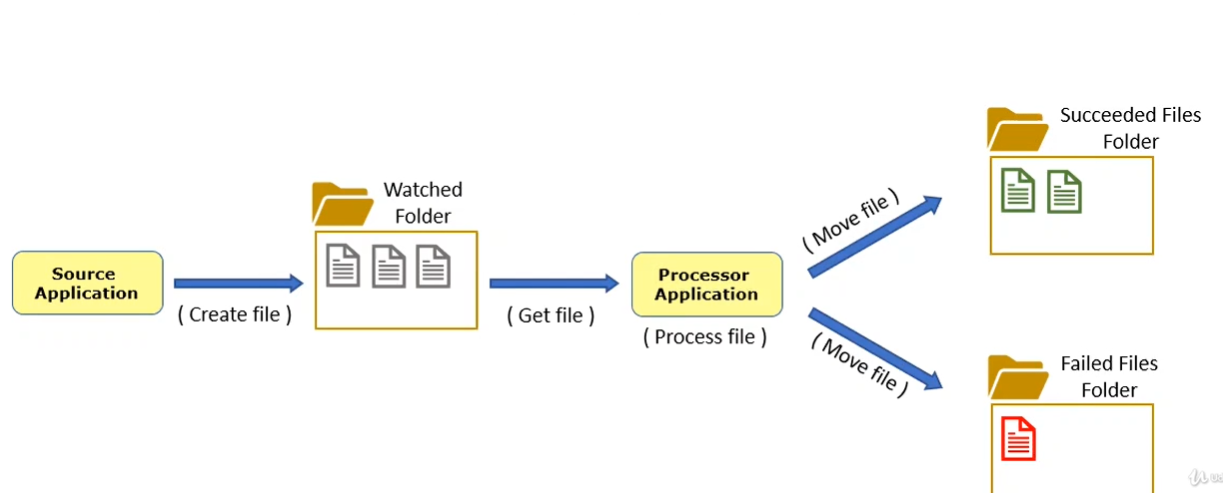 Succeeded Files
Folder
Watched
Folder
( Move file )
Source
Application
Processor
Application
( Create file )
( Get file )
( Process file )
( Move file )
Failed Files
Folder